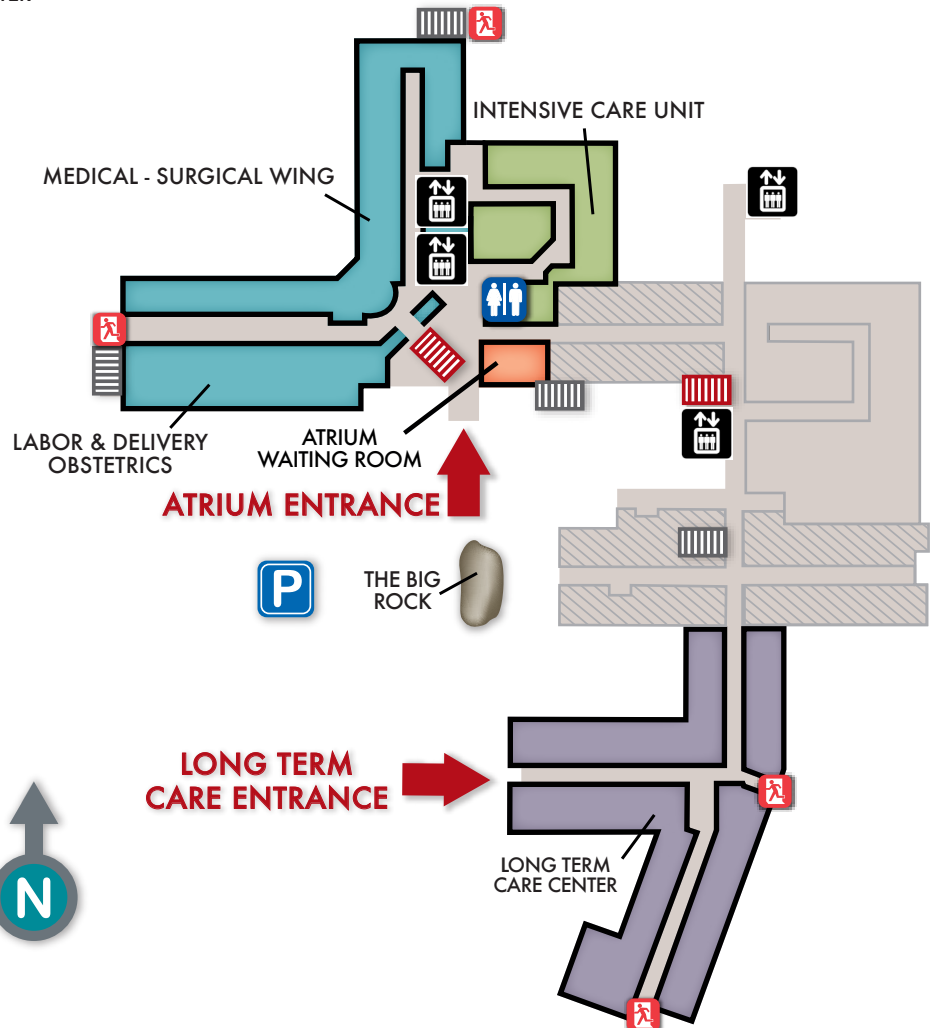 INTENSIVE CARE UNIT
MEDICAL - SURGICAL WING
LABOR & DELIVERY
OBSTETRICS
ATRIUM
WAITING ROOM
ATRIUM ENTRANCE
P
THE BIG
ROCK
LONG TERM
CARE ENTRANCE
LONG TERM
CARE CENTER
N